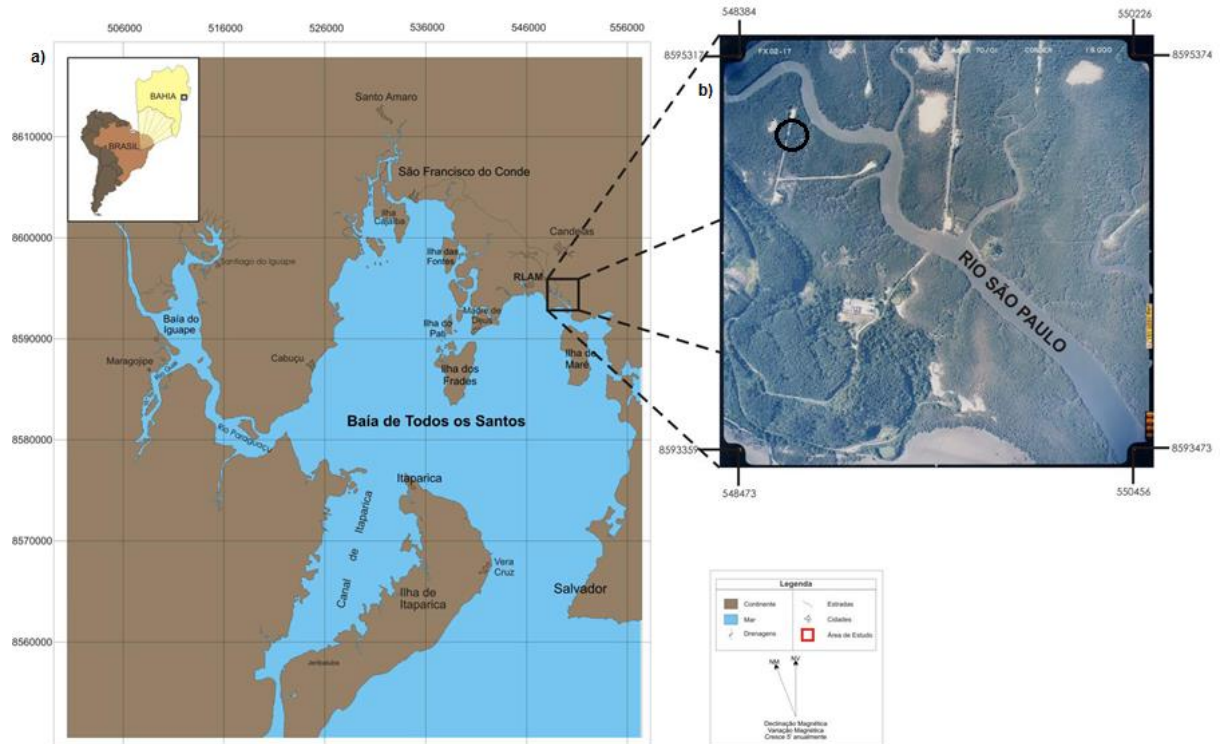 a)
506000 516000 526000 536000 546000 556000
8610000
8600000
8590000
8580000
8570000
8560000
BAHIA
BRASIL
Santo Amaro
São Francisco do Conde
Ilha
Cajaíba
Candeias
Ilha das
Fontes
RLAM
Santiago do Iguape
Baía do
Iguape
Madre de
Deus
Ilha do
Pati
Maragojipe
Cabuçu
Ilha dos
Frades
Ilha de
Maré
Baía de Todos os Santos
Rio Paraguaçu
Itaparica
Canal de Itaparica
Vera
Cruz
Ilha de
Itaparica
Salvador
b)
548384
550226
8595317
8595374
RIO SÃO PAULO
8593359
8593473
548473
550456
Legenda
Continente
Estradas
Mar
Cidades
Drenagens
Área de Estudo
NM NV
Declinação Magnética
Variação Magnética
Cresce 5' anualmente